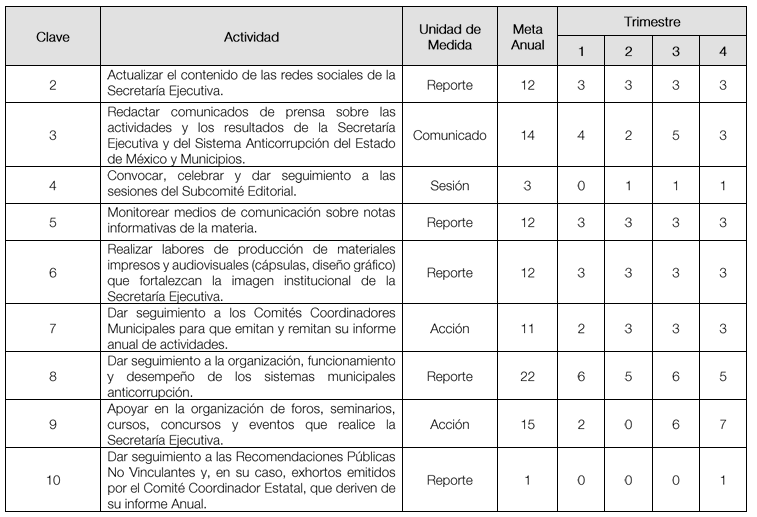 Clave Actividad Unidad de Medida Meta Anual Trimestre
1 2 3 4
2 Actualizar el contenido de las redes sociales de la Secretaría Ejecutiva. Reporte 12 3 3 3 3
3 Redactar comunicados de prensa sobre las actividades y los resultados de la Secretaría Ejecutiva y del Sistema Anticorrupción del Estado de México y Municipios. Comunicado 14 4 2 5 3
4 Convocar, celebrar y dar seguimiento a las sesiones del Subcomité Editorial. Sesión 3 0 1 1 1
5 Monitorear medios de comunicación sobre notas informativas de la materia. Reporte 12 3 3 3 3
6 Realizar labores de producción de materiales impresos y audiovisuales (cápsulas, diseño gráfico) que fortalezcan la imagen institucional de la Secretaría Ejecutiva. Reporte 12 3 3 3 3
7 Dar seguimiento a los Comités Coordinadores Municipales para que emitan y remitan su informe anual de actividades. Acción 11 2 3 3 3
8 Dar seguimiento a la organización, funcionamiento y desempeño de los sistemas municipales anticorrupción. Reporte 22 6 5 6 5
9 Apoyar en la organización de foros, seminarios, cursos, concursos y eventos que realice la Secretaría Ejecutiva. Acción 15 2 0 6 7
10 Dar seguimiento a las Recomendaciones Públicas No Vinculantes y, en su caso, exhortos emitidos por el Comité Coordinador Estatal, que deriven de su informe Anual. Reporte 1 0 0 0 1